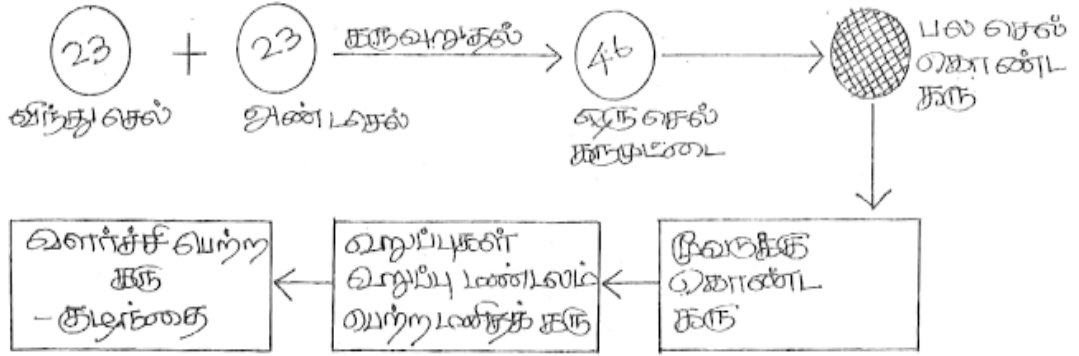 23 + 23 கருவுறுதல் 46 பல செல்
கொண்ட
கரு
விந்து செல் அண்டசெல் ஒரு செல்
கருமுட்டை
வளர்ச்சி பெற்ற
கரு
- குழந்தை
உறுப்புகள்
உறுப்பு மண்டலம்
பெற்ற மனிதக் கரு
மூவருக்கு
கொண்ட
கரு